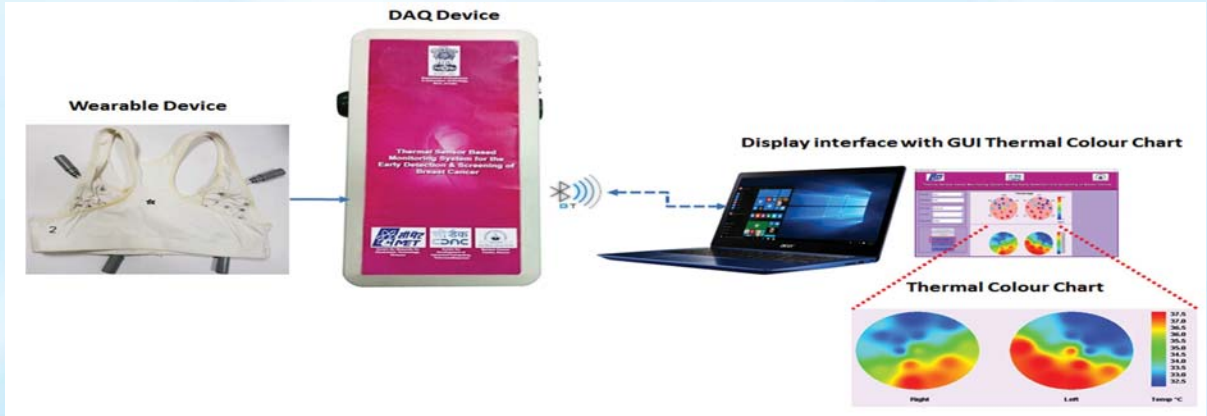 DAQ Device
Wearable Device
2
Thermal Sensor Based
Monitoring System for the
Early Detection & Screening of
Breast Cancer
सीमेट
C-MET
सी डैक
CDAC
BT
Display interface with GUI Thermal Colour Chart
acer
Thermal Colour Chart
37.5
37.0
36.5
36.0
35.5
35.0
34.5
34.0
33.5
33.0
32.5
Right
Left
Temp °C